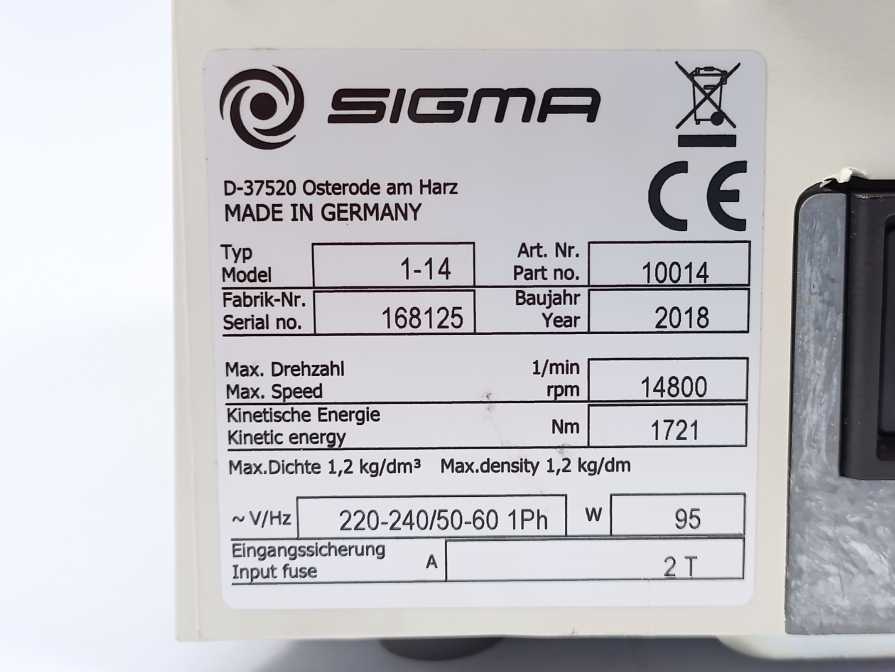 SIGMA
D-37520 Osterode am Harz
MADE IN GERMANY
CE
Typ
Model 1-14
Art. Nr.
Part no. 10014
Fabrik-Nr.
Serial no. 168125
Baujahr
Year 2018
Max. Drehzahl 1/min
Max. Speed rpm 14800
Kinetische Energie
Kinetic energy Nm 1721
Max.Dichte 1,2 kg/dm³ Max.density 1,2 kg/dm
~ V/Hz 220-240/50-60 1Ph W 95
Eingangssicherung
Input fuse A 2 T